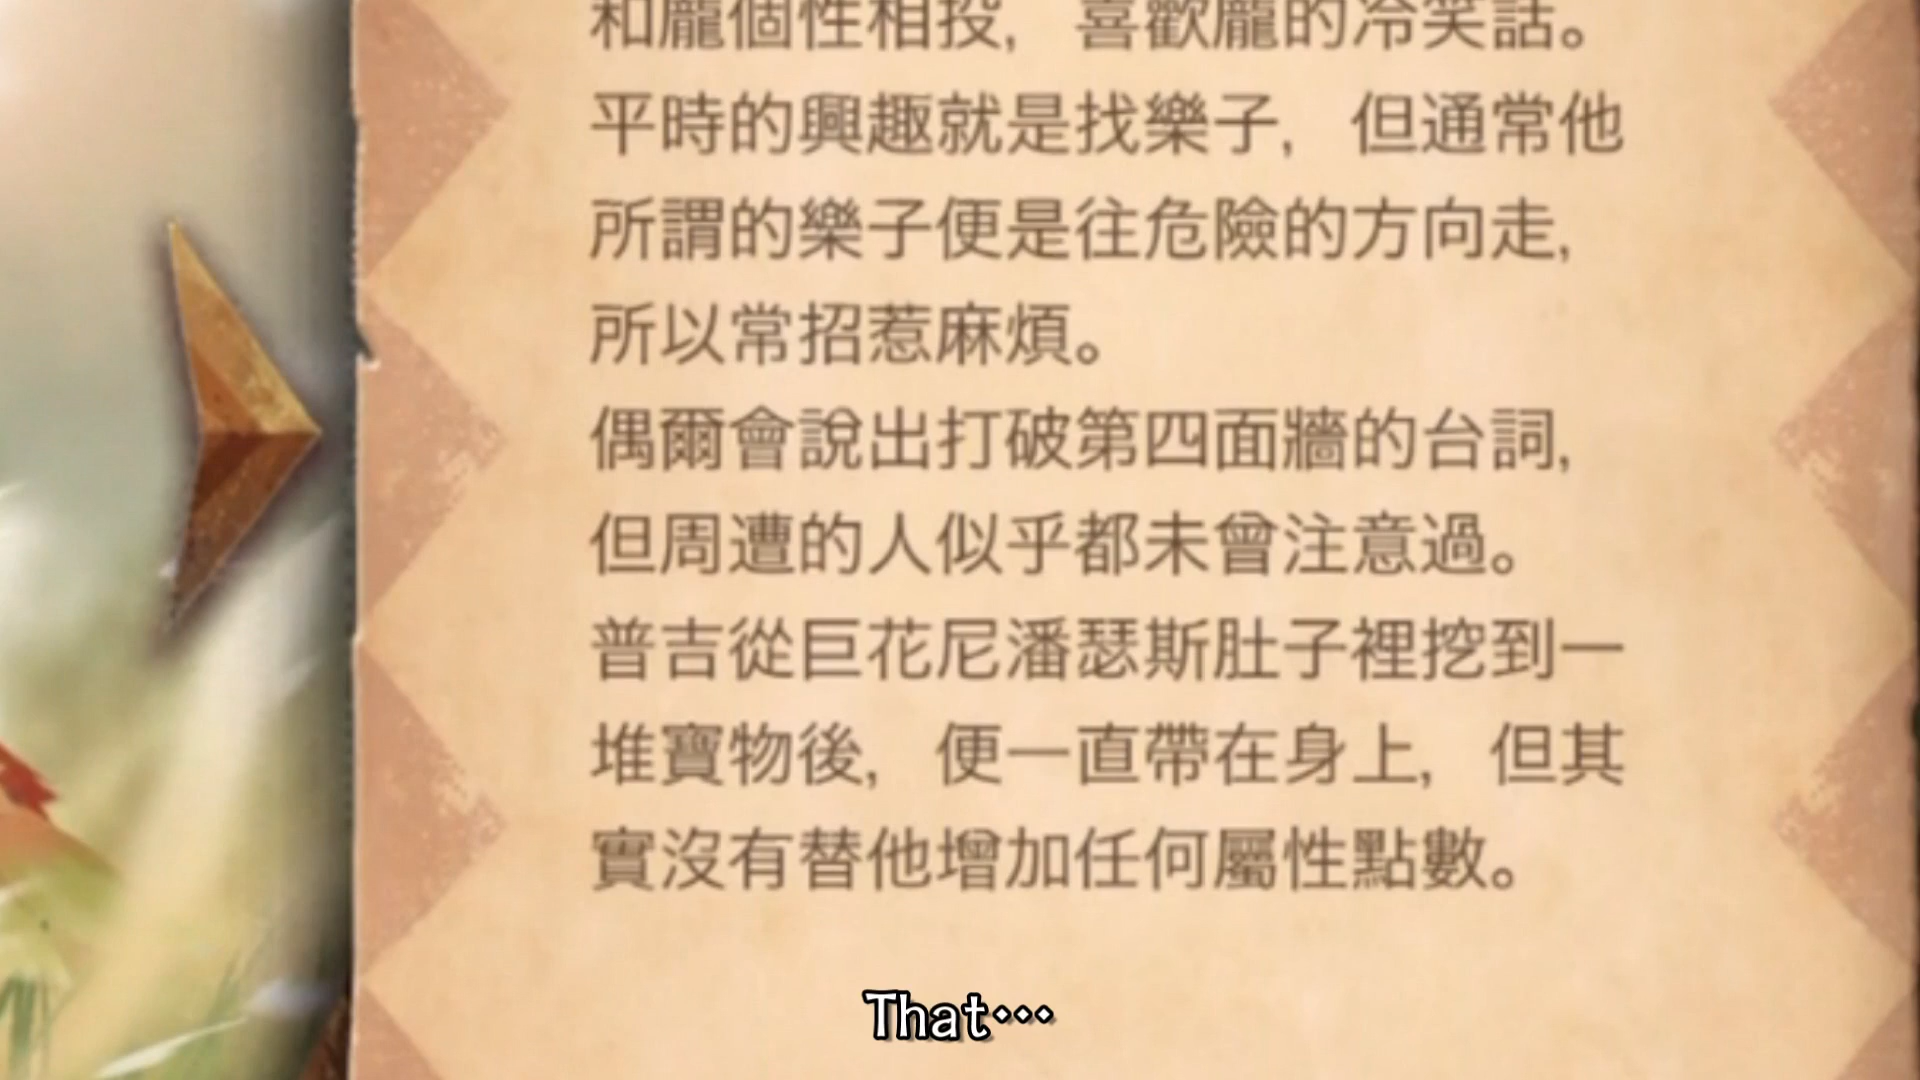 和龐個性相投，喜歡龐的冷笑話。
平時的興趣就是找樂子，但通常他
所謂的樂子便是往危險的方向走，
所以常招惹麻煩。
偶爾會說出打破第四面牆的台詞，
但周遭的人似乎都未曾注意過。
普吉從巨花尼潘瑟斯肚子裡挖到一
堆寶物後，便一直帶在身上，但其
實沒有替他增加任何屬性點數。
That…